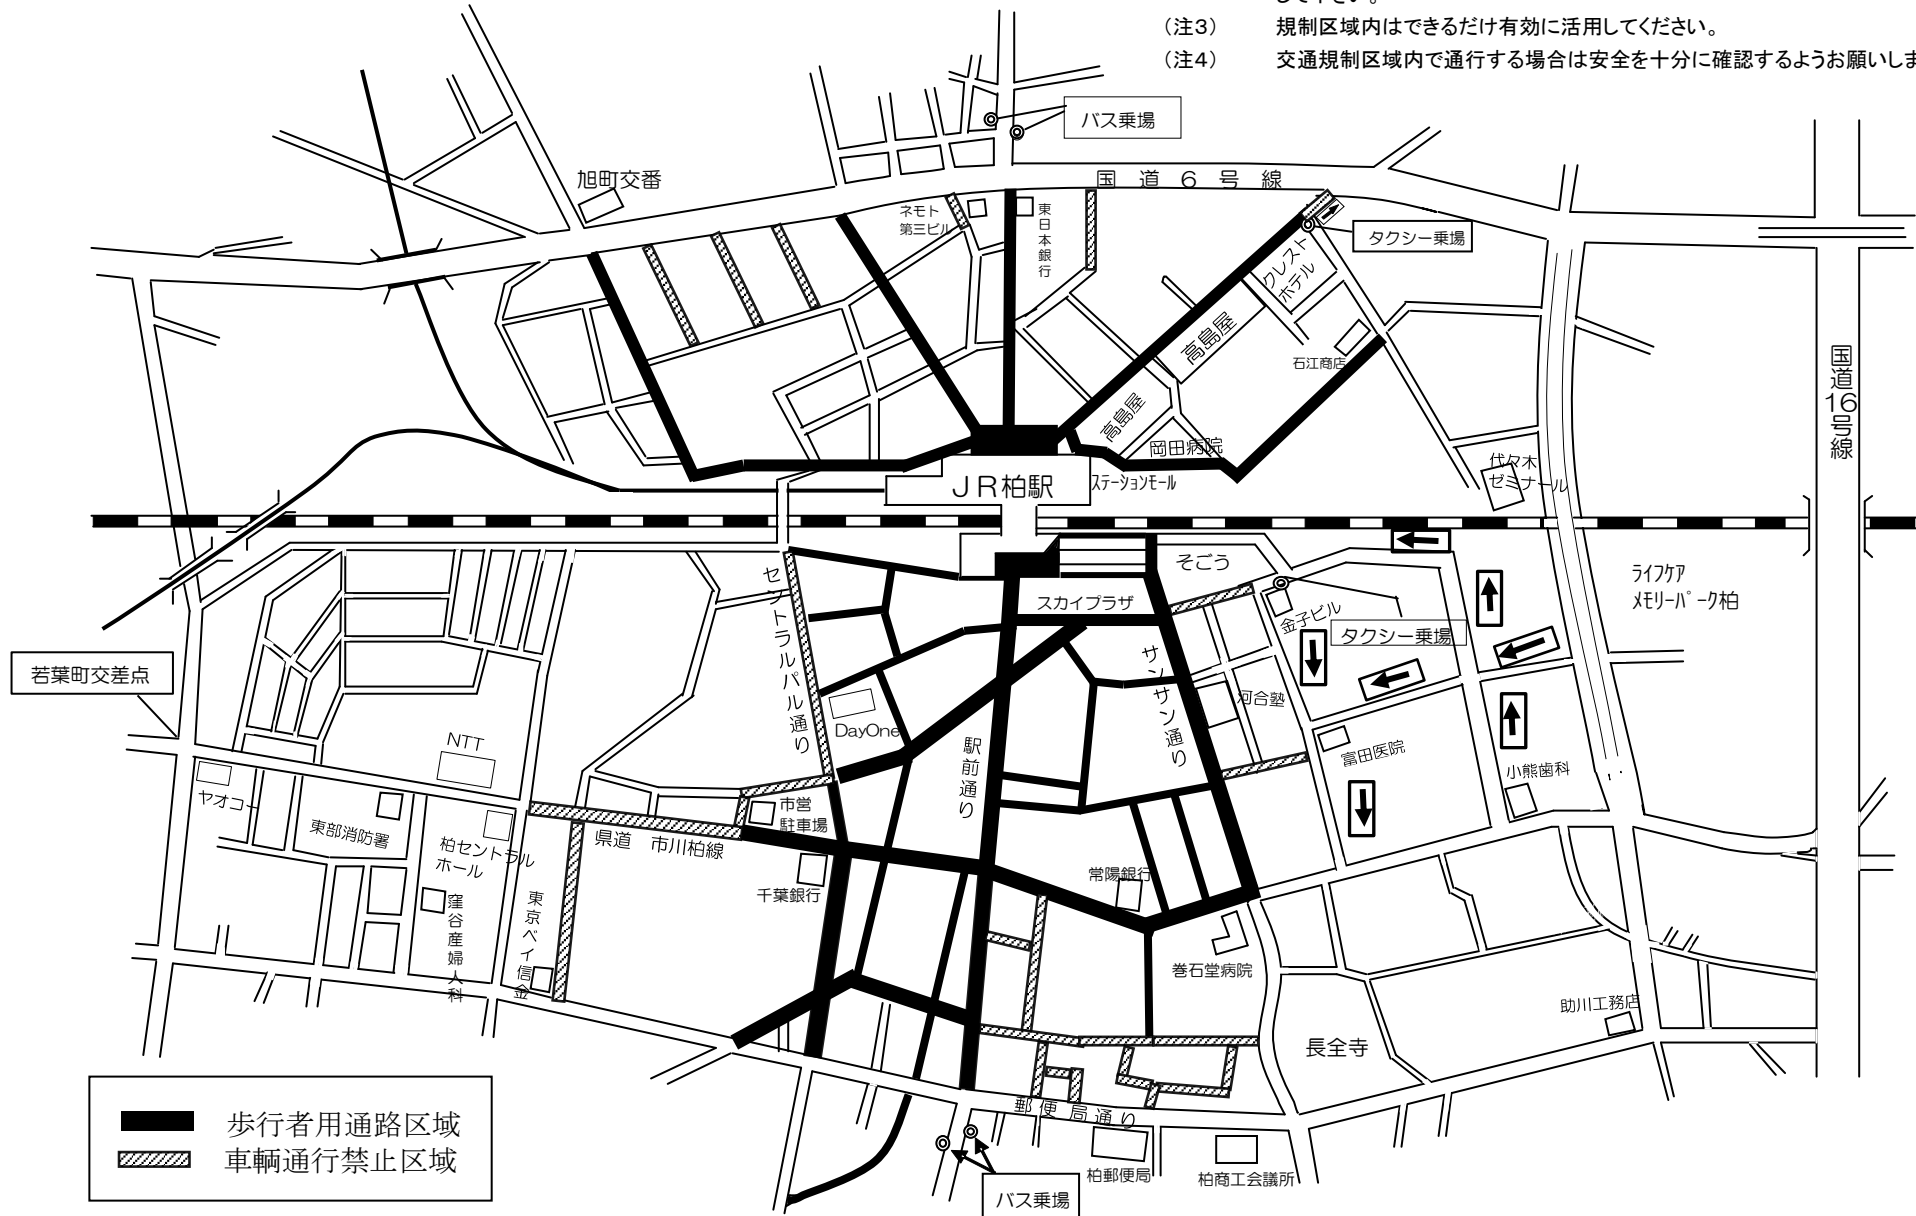 して下さい。
(注3) 規制区域内はできるだけ有効に活用してください。
(注4) 交通規制区域内で通行する場合は安全を十分に確認するようお願いしま
バス乗場
旭町交番
国道6号線
ネモト
第三ビル
東日本銀行
タクシー乗場
クレスト
ホテル
高島屋
石江商店
国道16号線
高島屋
岡田病院
代々木
ゼミナール
JR柏駅
ステーションモール
そごう
ライフケア
メモリーパーク柏
スカイプラザ
金子ビル
タクシー乗場
セントラルパル通り
サンサン通り
若葉町交差点
河合塾
DayOne
NTT
駅前通り
富田医院
小熊歯科
ヤオコー
市営
駐車場
東部消防署
県道 市川柏線
柏セントラル
ホール
常陽銀行
千葉銀行
窪谷産婦人科
東京ベイ信金
巻石堂病院
助川工務店
長全寺
郵便局通り
歩行者用通路区域
車輌通行禁止区域
柏郵便局
柏商工会議所
バス乗場